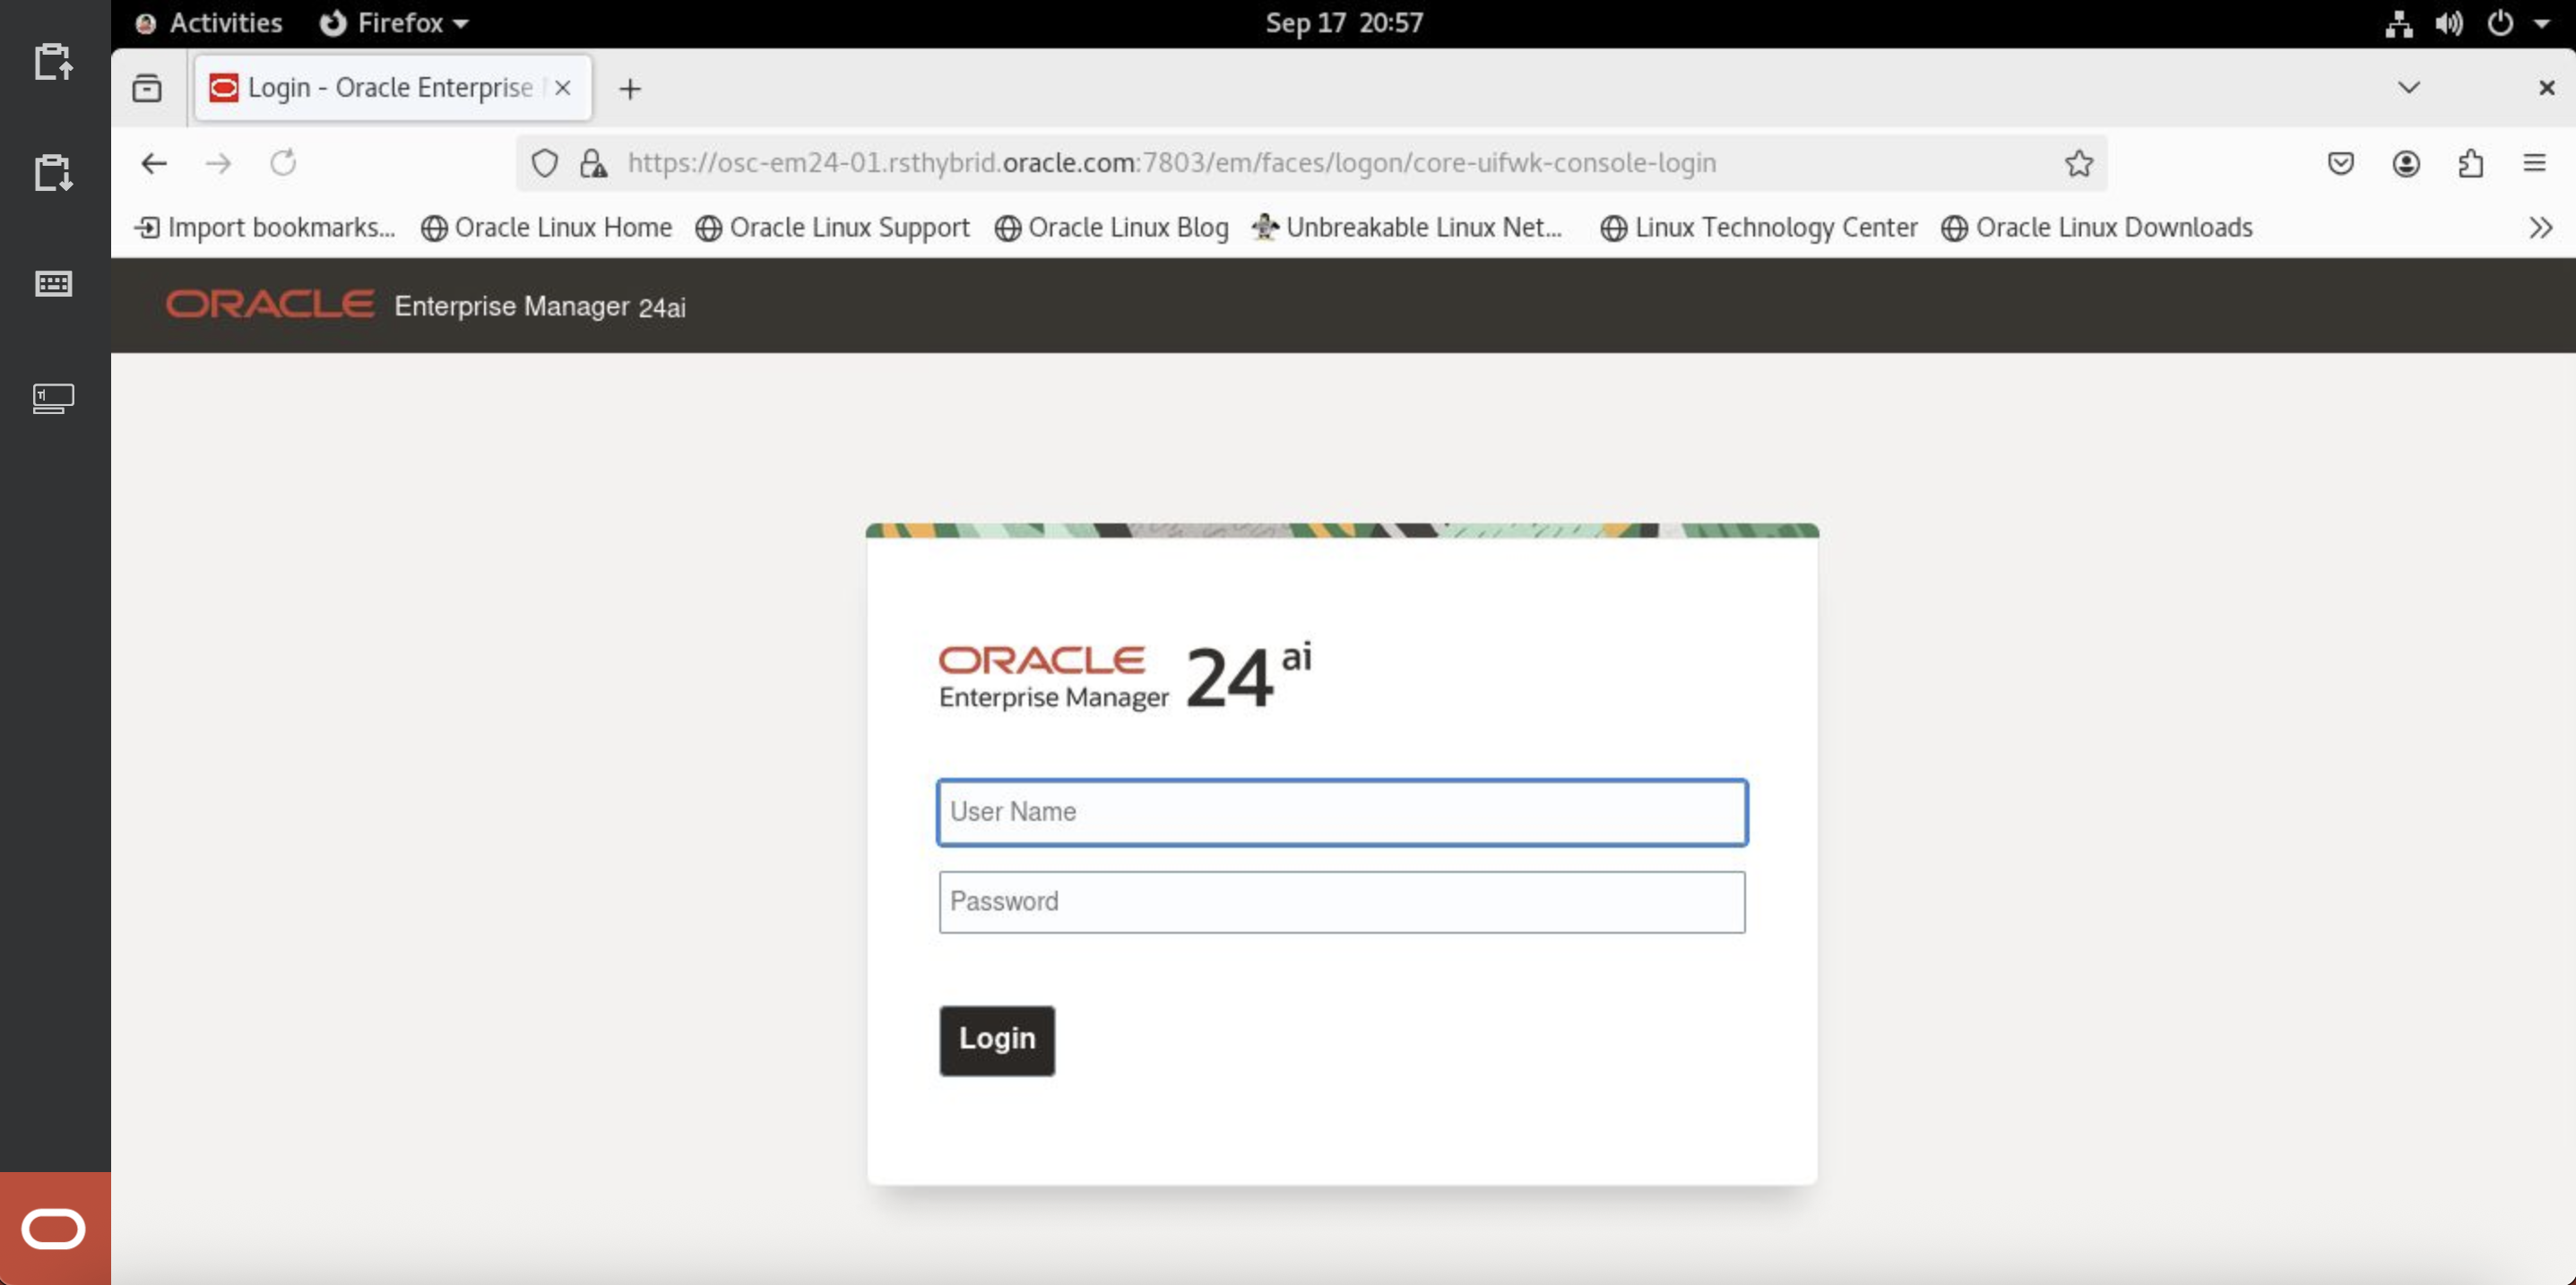 Activities Firefox Sep 17 20:57
Login - Oracle Enterprise
https://osc-em24-01.rsthybrid.oracle.com:7803/em/faces/logon/core-uifwk-console-login
Import bookmarks... Oracle Linux Home Oracle Linux Support Oracle Linux Blog Unbreakable Linux Net... Linux Technology Center Oracle Linux Downloads
ORACLE Enterprise Manager 24ai
ORACLE
Enterprise Manager 24 ai
User Name
Password
Login